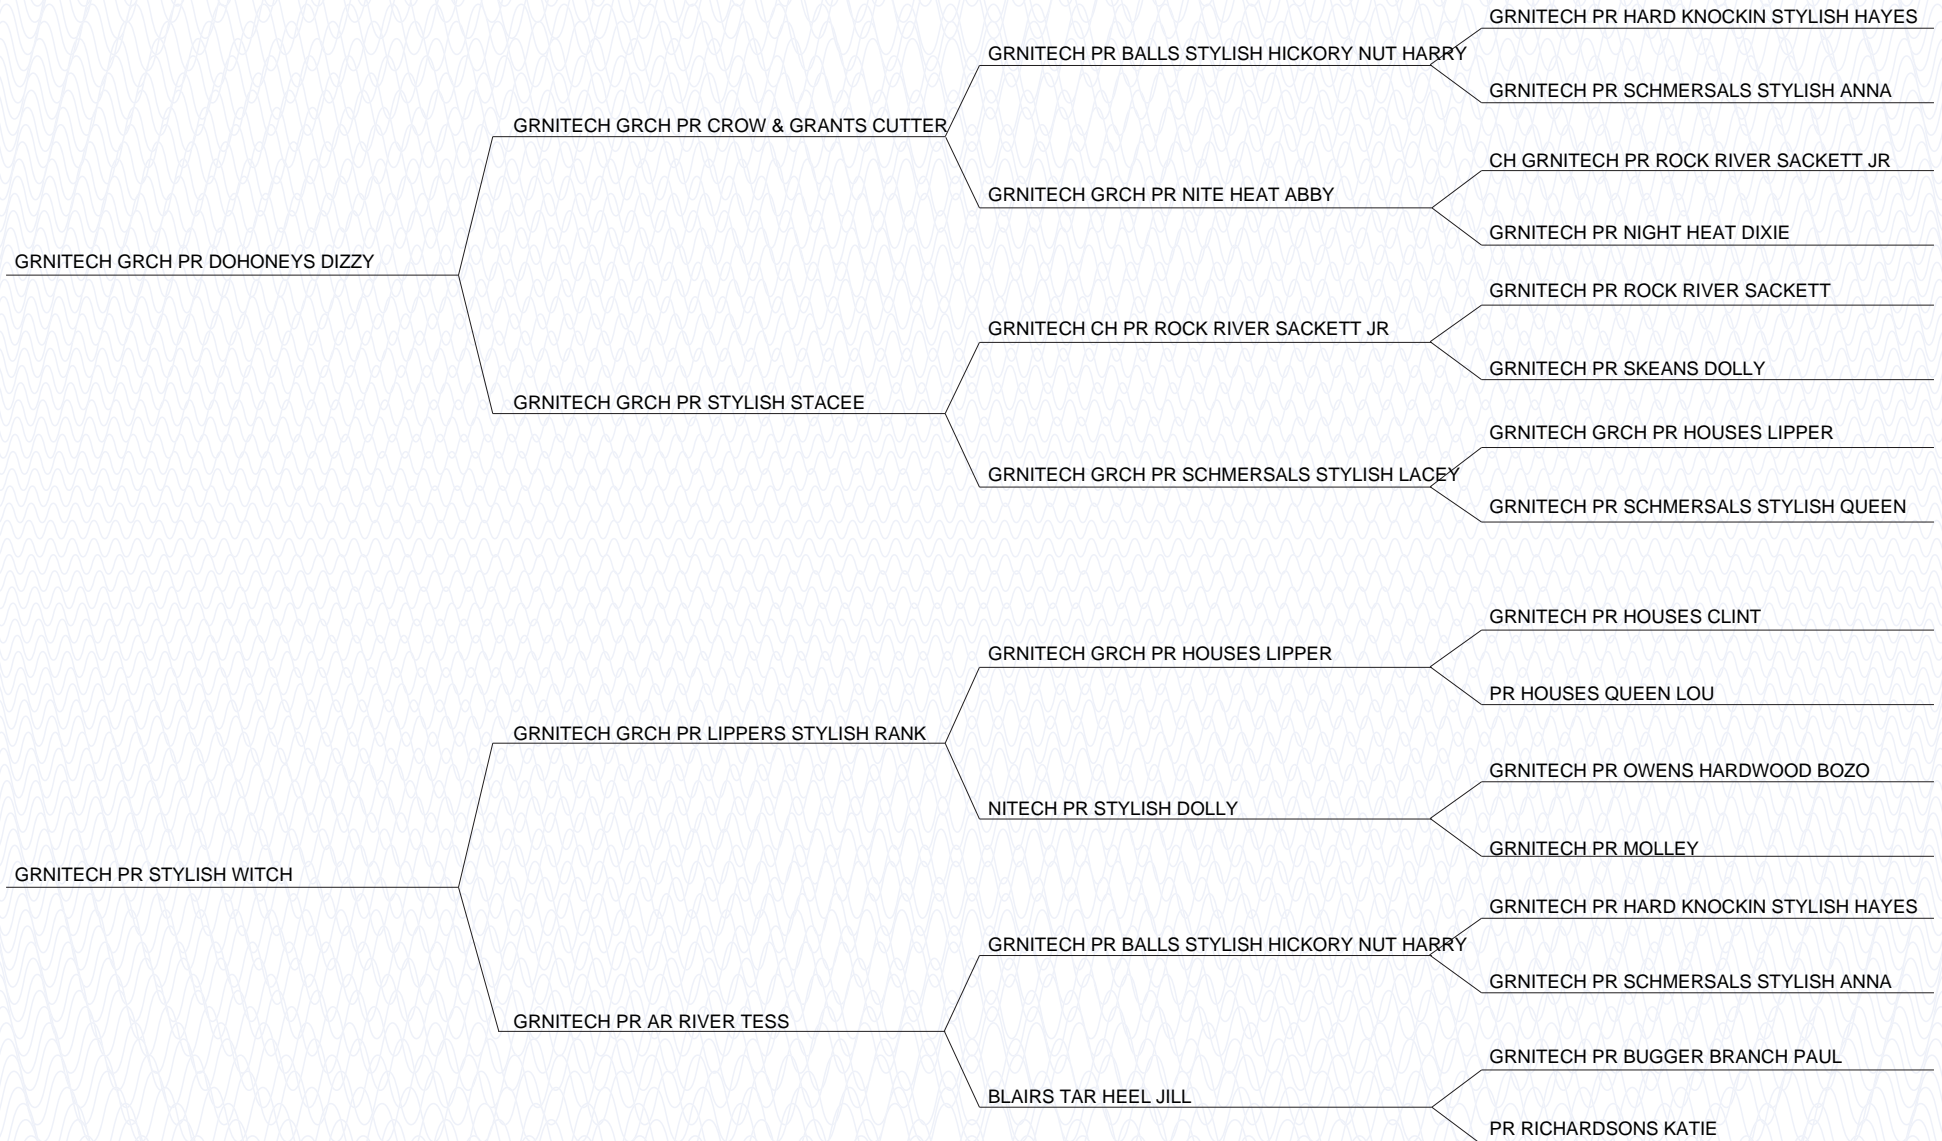 GRNITECH PR HARD KNOCKIN STYLISH HAYES
GRNITECH PR BALLS STYLISH HICKORY NUT HARRY
GRNITECH PR SCHMERSALS STYLISH ANNA
GRNITECH GRCH PR CROW & GRANTS CUTTER
CH GRNITECH PR ROCK RIVER SACKETT JR
GRNITECH GRCH PR NITE HEAT ABBY
GRNITECH PR NIGHT HEAT DIXIE
GRNITECH GRCH PR DOHONEYS DIZZY
GRNITECH PR ROCK RIVER SACKETT
GRNITECH CH PR ROCK RIVER SACKETT JR
GRNITECH PR SKEANS DOLLY
GRNITECH GRCH PR STYLISH STACEE
GRNITECH GRCH PR HOUSES LIPPER
GRNITECH GRCH PR SCHMERSALS STYLISH LACEY
GRNITECH PR SCHMERSALS STYLISH QUEEN
GRNITECH PR HOUSES CLINT
GRNITECH GRCH PR HOUSES LIPPER
PR HOUSES QUEEN LOU
GRNITECH GRCH PR LIPPERS STYLISH RANK
GRNITECH PR OWENS HARDWOOD BOZO
NITECH PR STYLISH DOLLY
GRNITECH PR MOLLEY
GRNITECH PR STYLISH WITCH
GRNITECH PR HARD KNOCKIN STYLISH HAYES
GRNITECH PR BALLS STYLISH HICKORY NUT HARRY
GRNITECH PR SCHMERSALS STYLISH ANNA
GRNITECH PR AR RIVER TESS
GRNITECH PR BUGGER BRANCH PAUL
BLAIRS TAR HEEL JILL
PR RICHARDSONS KATIE